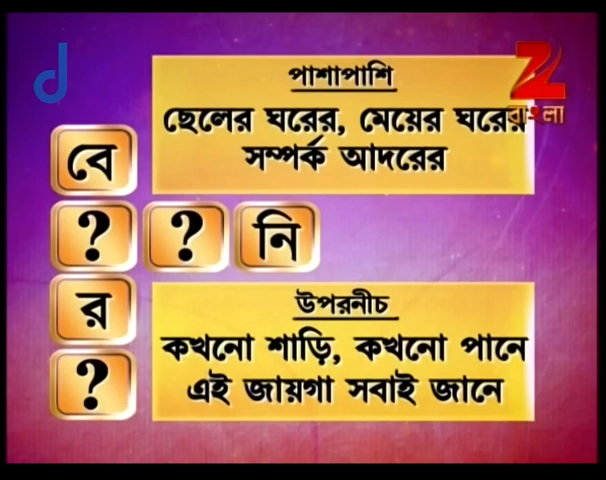 পাশাপাশি
ছেলের ঘরের, মেয়ের ঘরের
সম্পর্ক আদরের
বাংলা
বে
? ? নি
র
?
উপরনীচ
কখনো শাড়ি, কখনো পানে
এই জায়গা সবাই জানে